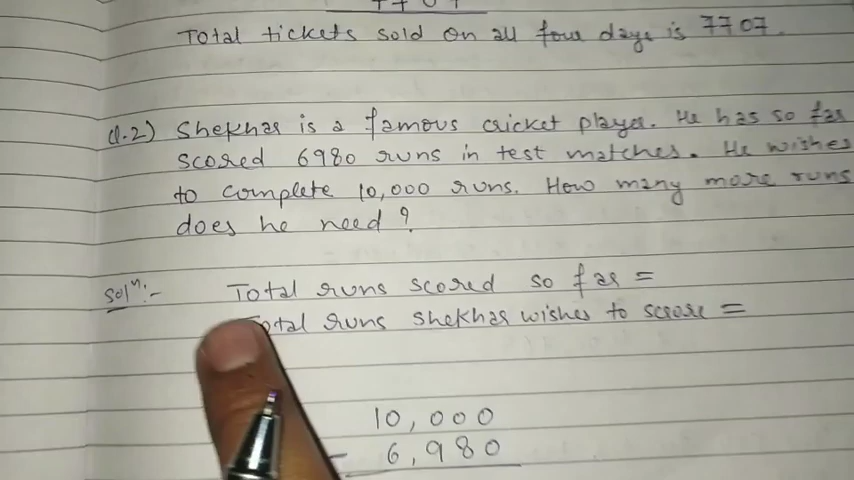 Total tickets sold on all four days is 7707.
Q.2) Shekhar is a famous cricket player. He has so far
scored 6980 runs in test matches. He wishes
to complete 10,000 runs. How many more runs
does he need?
Solⁿ:- Total runs scored so far =
Total runs Shekhar wishes to score =
10,000
- 6,980